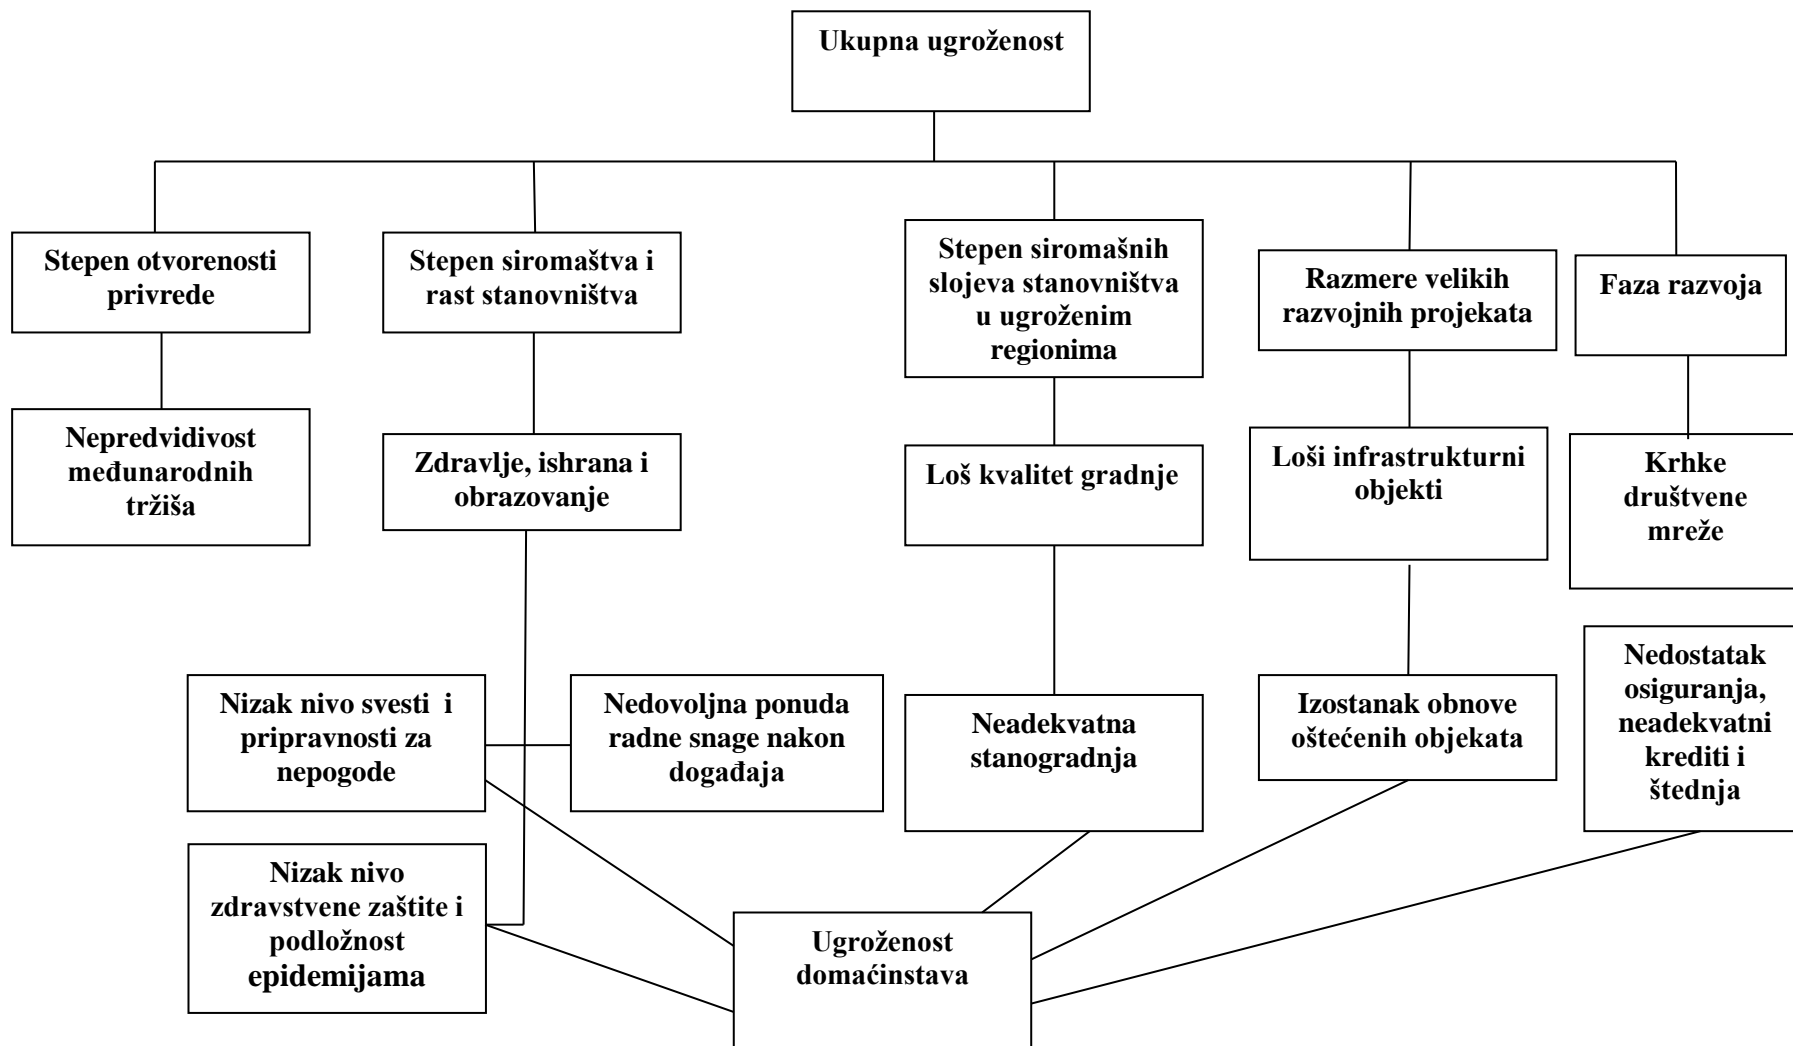 Ukupna ugroženost
Stepen otvorenosti
privrede
Stepen siromaštva i
rast stanovništva
Stepen siromašnih
slojeva stanovništva
u ugroženim
regionima
Razmere velikih
razvojnih projekata
Faza razvoja
Nepredvidivost
međunarodnih
tržiša
Zdravlje, ishrana i
obrazovanje
Loš kvalitet gradnje
Loši infrastrukturni
objekti
Krhke
društvene
mreže
Nizak nivo svesti i
pripravnosti za
nepogode
Nedovoljna ponuda
radne snage nakon
događaja
Neadekvatna
stanogradnja
Izostanak obnove
oštećenih objekata
Nedostatak
osiguranja,
neadekvatni
krediti i
štednja
Nizak nivo
zdravstvene zaštite i
podložnost
epidemijama
Ugroženost
domaćinstava